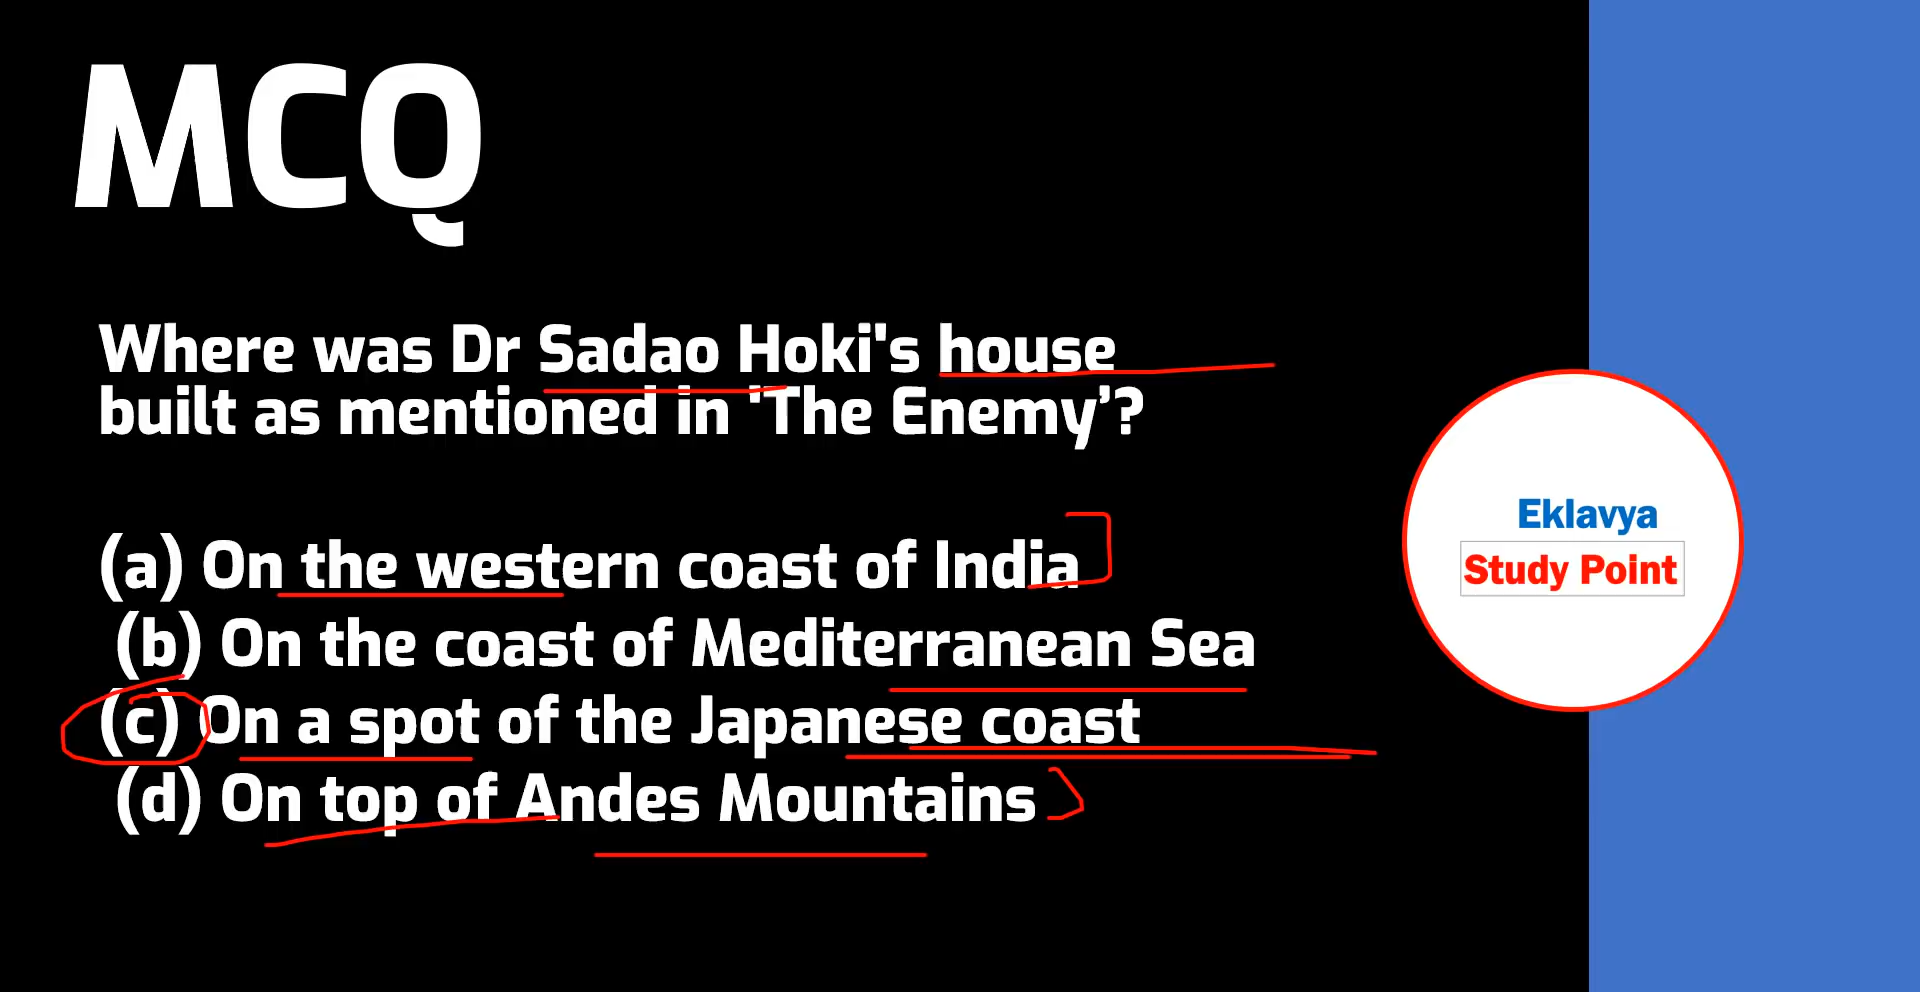 MCQ
Where was Dr Sadao Hoki's house
built as mentioned in 'The Enemy’?
(a) On the western coast of India
(b) On the coast of Mediterranean Sea
(c) On a spot of the Japanese coast
(d) On top of Andes Mountains
Eklavya
Study Point